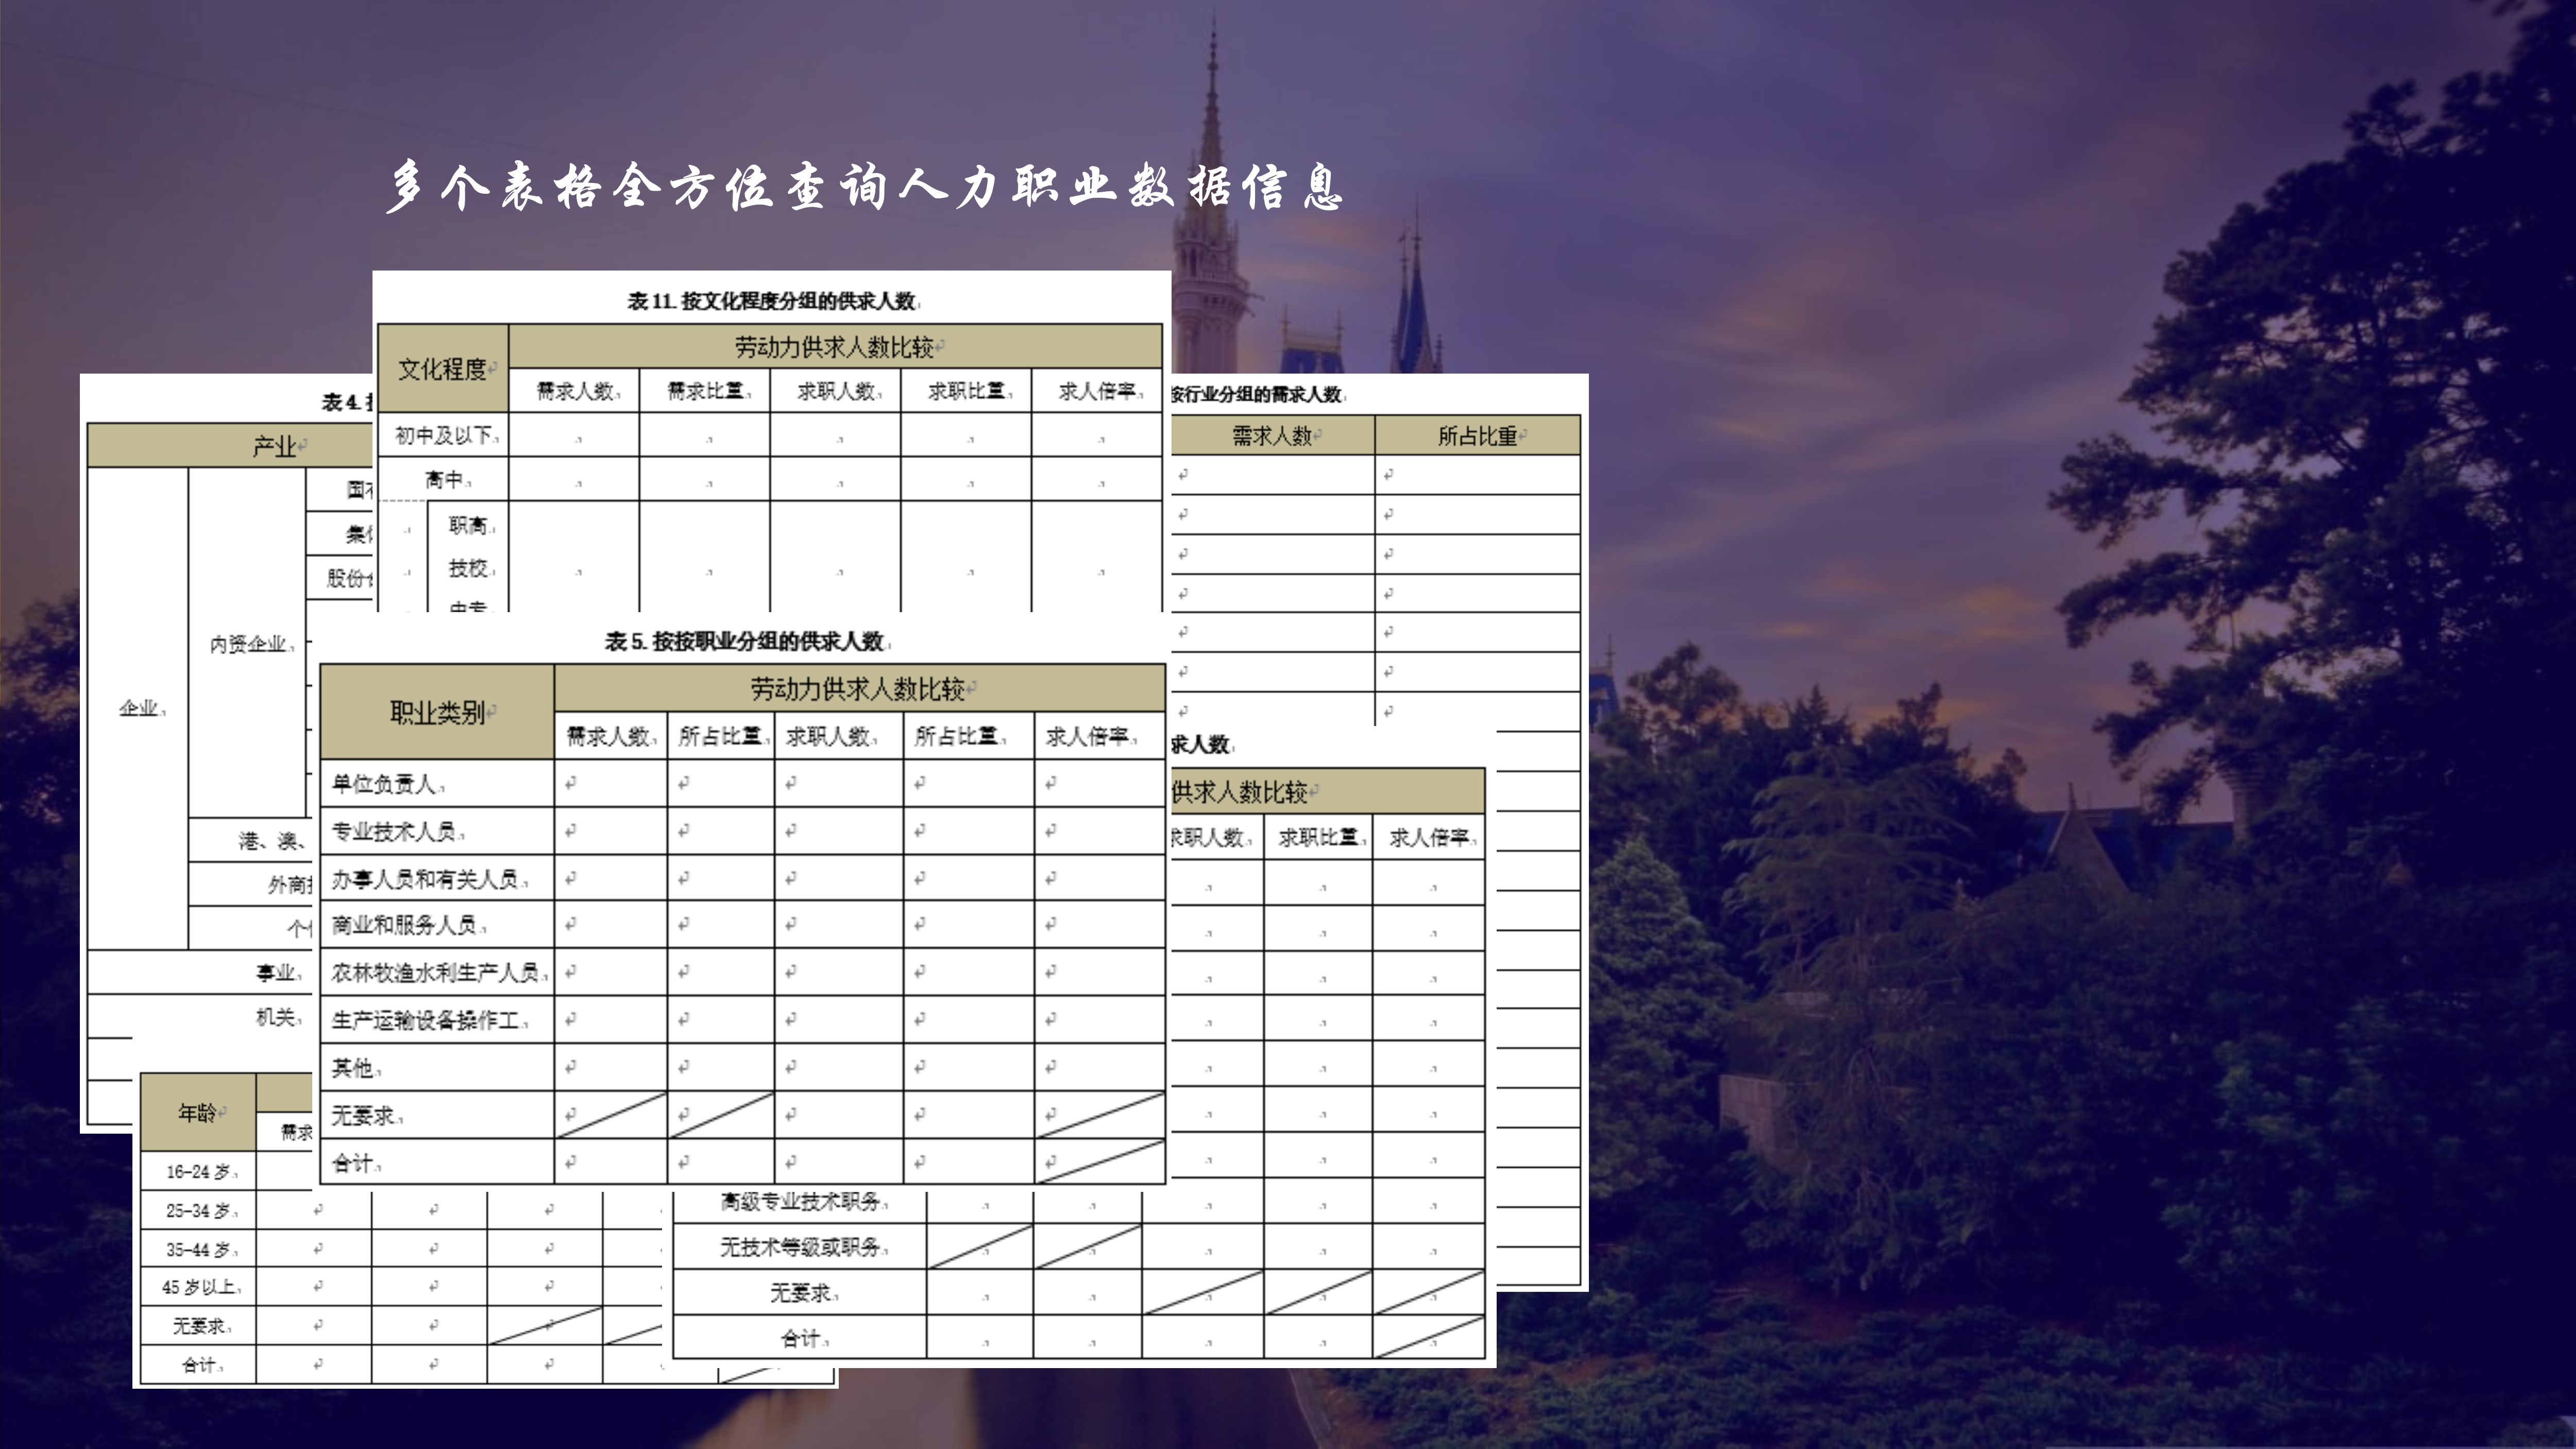 多个表格全方位查询人力职业数据信息
表 11. 按文化程度分组的供求人数
文化程度 劳动力供求人数比较
需求人数 需求比重 求职人数 求职比重 求人倍率
初中及以下
高中
职高
技校
表 4.
产业
企业
内资企业
股份
港、澳、
外商
事业
机关
按行业分组的需求人数
需求人数 所占比重
表 5. 按按职业分组的供求人数
职业类别 劳动力供求人数比较
需求人数 所占比重 求职人数 所占比重 求人倍率
单位负责人
专业技术人员
办事人员和有关人员
商业和服务人员
农林牧渔水利生产人员
生产运输设备操作工
其他
无要求
合计
求人数
供求人数比较
求职人数 求职比重 求人倍率
高级专业技术职务
无技术等级或职务
无要求
合计
年龄
需求
16-24 岁
25-34 岁
35-44 岁
45 岁以上
无要求
合计